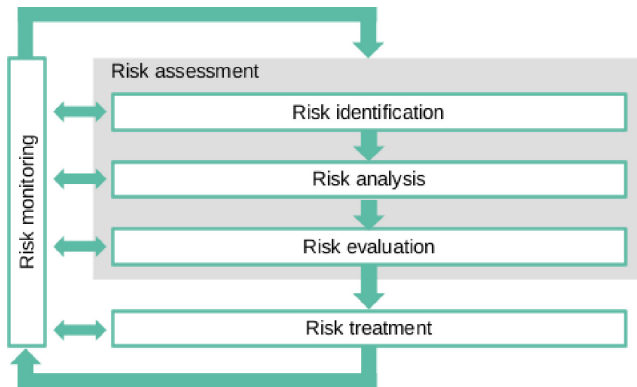 Risk assessment
Risk identification
Risk analysis
Risk evaluation
Risk treatment
Risk monitoring